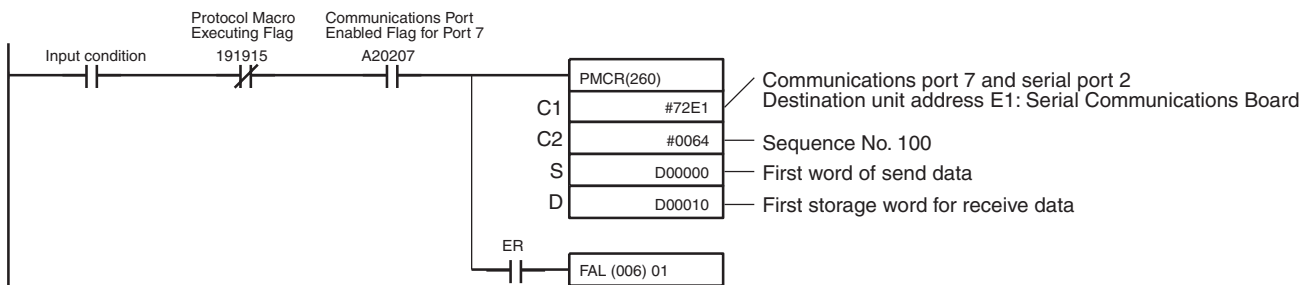 Protocol Macro
Executing Flag
Communications Port
Enabled Flag for Port 7
Input condition
191915
A20207
PMCR(260)
C1
#72E1
Communications port 7 and serial port 2
Destination unit address E1: Serial Communications Board
C2
#0064
Sequence No. 100
S
D00000
First word of send data
D
D00010
First storage word for receive data
ER
FAL (006) 01